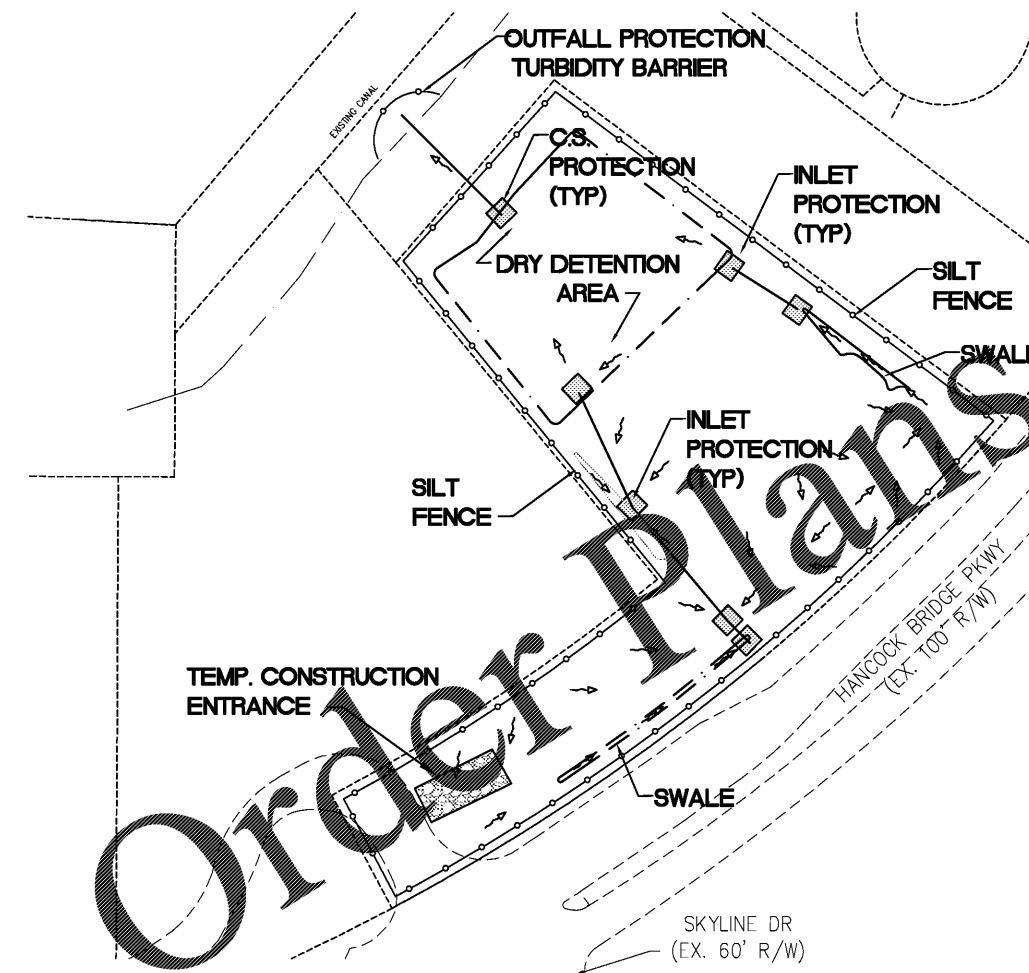 OUTFALL PROTECTION
TURBIDITY BARRIER
EXISTING CANAL
C.S.
PROTECTION
(TYP)
INLET
PROTECTION
(TYP)
DRY DETENTION
AREA
SILT
FENCE
SWALE
INLET
PROTECTION
(TYP)
SILT
FENCE
HANCOCK BRIDGE PKWY
(EX. 100' R/W)
TEMP. CONSTRUCTION
ENTRANCE
SWALE
SKYLINE DR
(EX. 60' R/W)
Order Plans